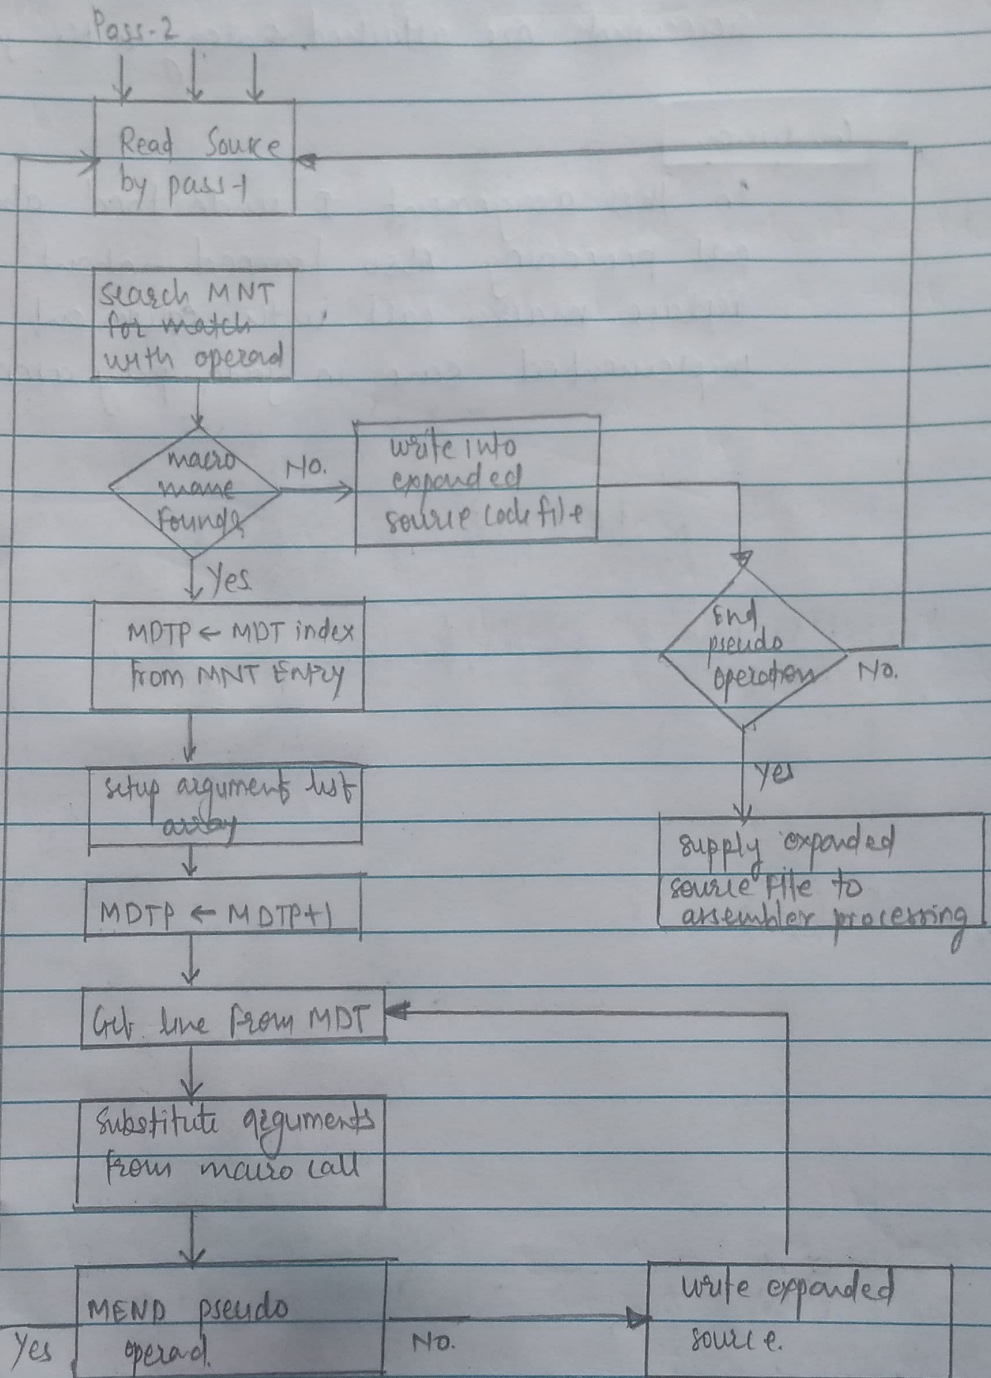 Pass-2
Read Source
by pass-1
search MNT
for match
with operad
macro
name
found?
No.
write into
expanded
source code file
Yes
MDTP ← MDT index
from MNT Entry
End
pseudo
operation
No.
Yes
setup argument list
array
supply expanded
source file to
assembler processing
MDTP ← MDTP+1
Get line from MDT
Substitute arguments
from macro call
MEND pseudo
operad.
Yes
No.
write expanded
source.